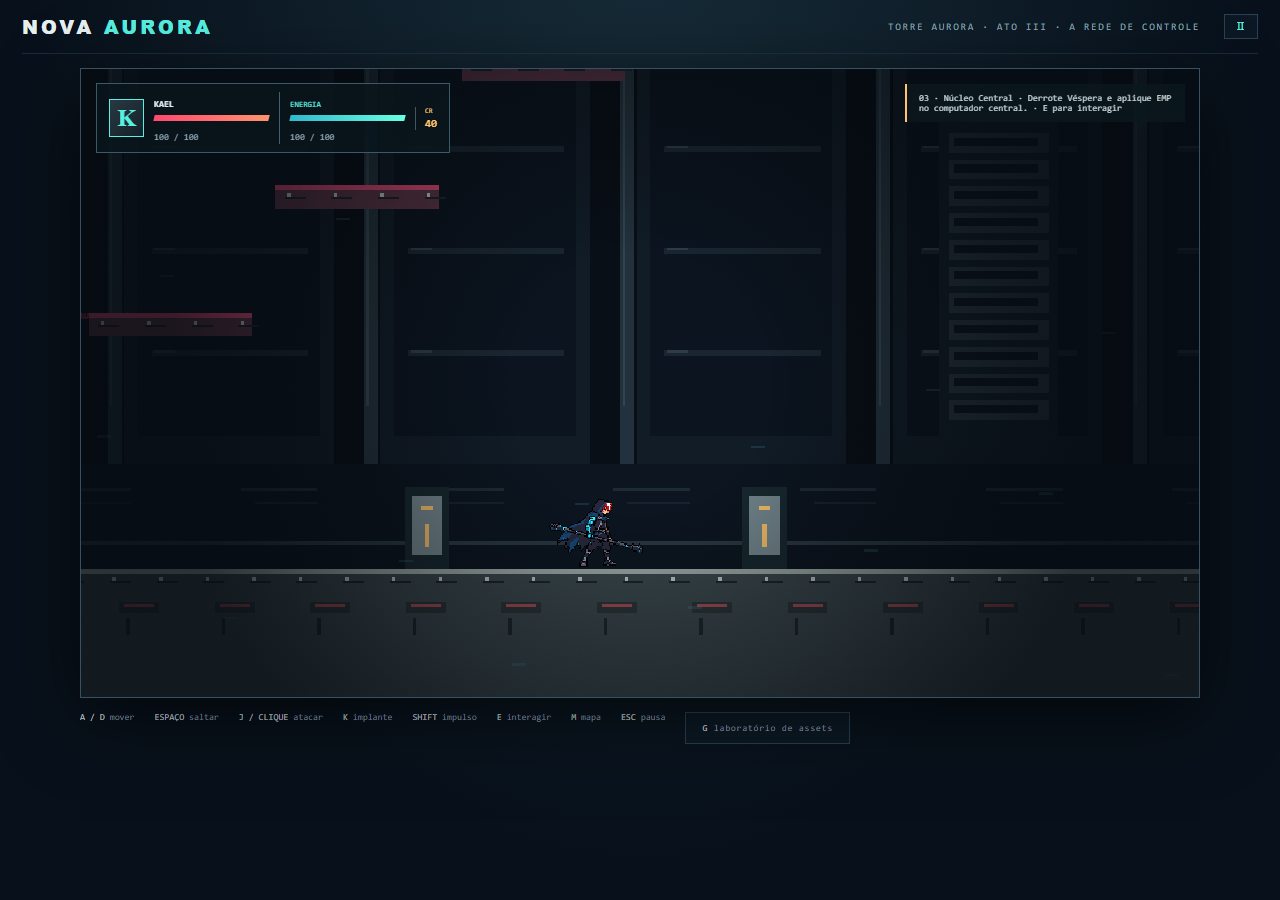 NOVA AURORA
TORRE AURORA · ATO III · A REDE DE CONTROLE
II
K
KAEL
100 / 100
ENERGIA
100 / 100
CR
40
03 · Núcleo Central · Derrote Véspera e aplique EMP
no computador central. · E para interagir
A / D mover
ESPAÇO saltar
J / CLIQUE atacar
K implante
SHIFT impulso
E interagir
M mapa
ESC pausa
G laboratório de assets